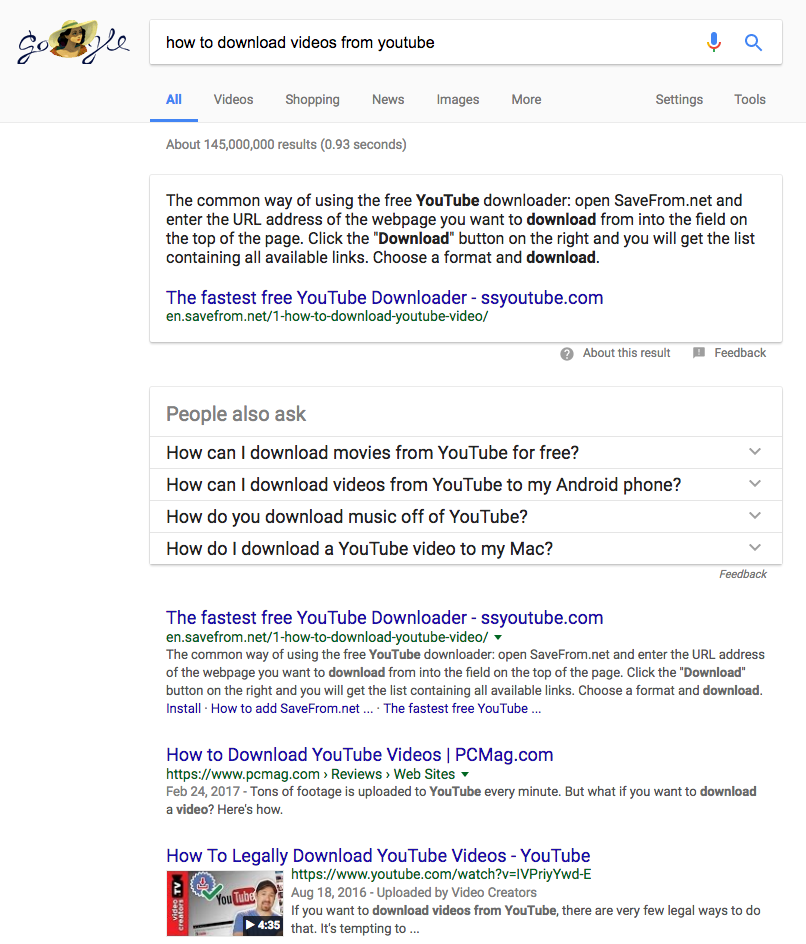 Google
how to download videos from youtube
All Videos Shopping News Images More Settings Tools
About 145,000,000 results (0.93 seconds)
The common way of using the free YouTube downloader: open SaveFrom.net and
enter the URL address of the webpage you want to download from into the field on
the top of the page. Click the "Download" button on the right and you will get the list
containing all available links. Choose a format and download.
The fastest free YouTube Downloader - ssyoutube.com
en.savefrom.net/1-how-to-download-youtube-video/
About this result Feedback
People also ask
How can I download movies from YouTube for free?
How can I download videos from YouTube to my Android phone?
How do you download music off of YouTube?
How do I download a YouTube video to my Mac?
Feedback
The fastest free YouTube Downloader - ssyoutube.com
en.savefrom.net/1-how-to-download-youtube-video/
The common way of using the free YouTube downloader: open SaveFrom.net and enter the URL address
of the webpage you want to download from into the field on the top of the page. Click the "Download"
button on the right and you will get the list containing all available links. Choose a format and download.
Install · How to add SaveFrom.net ... · The fastest free YouTube ...
How to Download YouTube Videos | PCMag.com
https://www.pcmag.com › Reviews › Web Sites
Feb 24, 2017 - Tons of footage is uploaded to YouTube every minute. But what if you want to download
a video? Here's how.
How To Legally Download YouTube Videos - YouTube
https://www.youtube.com/watch?v=IVPriyYwd-E
Aug 18, 2016 - Uploaded by Video Creators
If you want to download videos from YouTube, there are very few legal ways to do
that. It's tempting to ...
video creators TV
YouTube
4:35